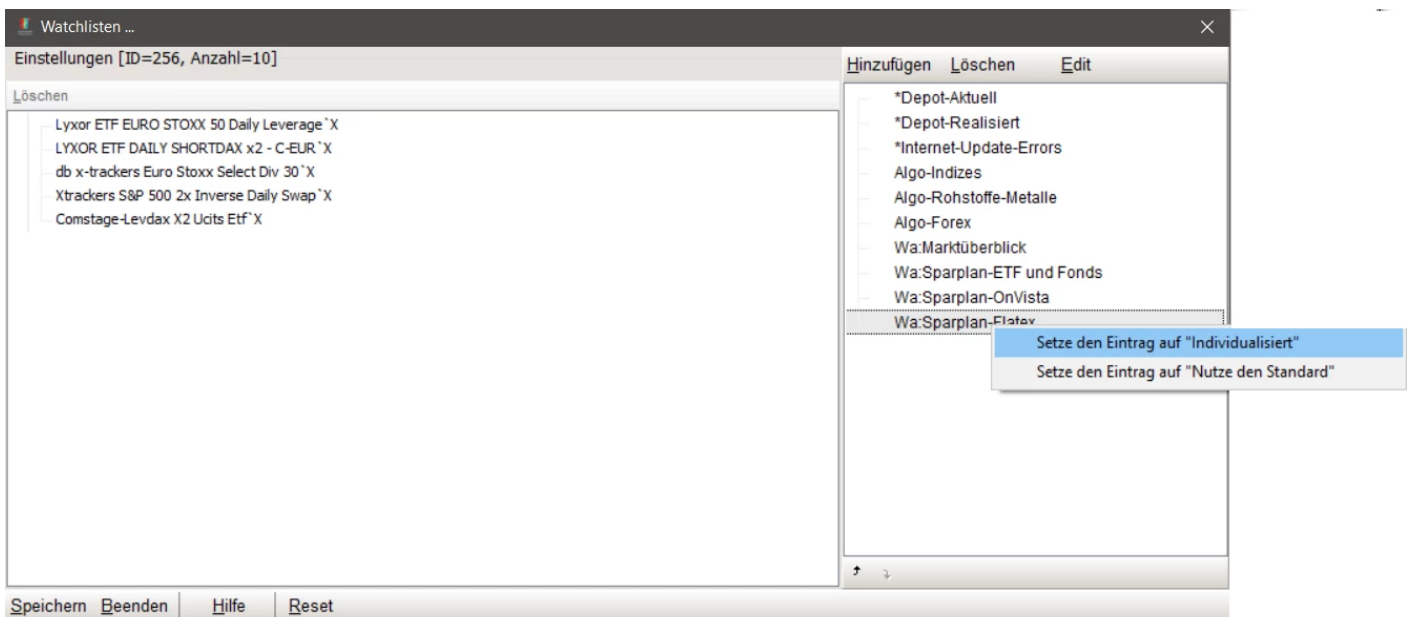 Watchlisten ...
Einstellungen [ID=256, Anzahl=10]
Löschen
Lyxor ETF EURO STOXX 50 Daily Leverage`X
LYXOR ETF DAILY SHORTDAX x2 - C-EUR`X
db x-trackers Euro Stoxx Select Div 30`X
Xtrackers S&P 500 2x Inverse Daily Swap`X
Comstage-Levdax X2 Ucits Etf`X
Hinzufügen Löschen Edit
*Depot-Aktuell
*Depot-Realisiert
*Internet-Update-Errors
Algo-Indizes
Algo-Rohstoffe-Metalle
Algo-Forex
Wa:Marktüberblick
Wa:Sparplan-ETF und Fonds
Wa:Sparplan-OnVista
Wa:Sparplan-Flatex
Setze den Eintrag auf "Individualisiert"
Setze den Eintrag auf "Nutze den Standard"
Speichern Beenden Hilfe Reset